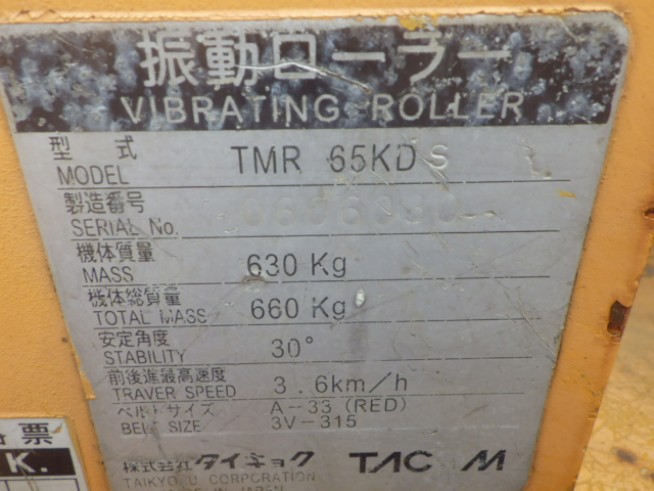 振動ローラー
VIBRATING ROLLER
型式 TMR 65KDS
MODEL
製造番号
SERIAL No.
機体質量 630 Kg
MASS
機体総質量 660 Kg
TOTAL MASS
安定角度 30°
STABILITY
前後進最高速度 3.6km/h
TRAVER SPEED
ベルトサイズ A-33 (RED)
BELT SIZE 3V-315
株式会社 タイキョク TAC M
TAIKYOKU CORPORATION
票
K.